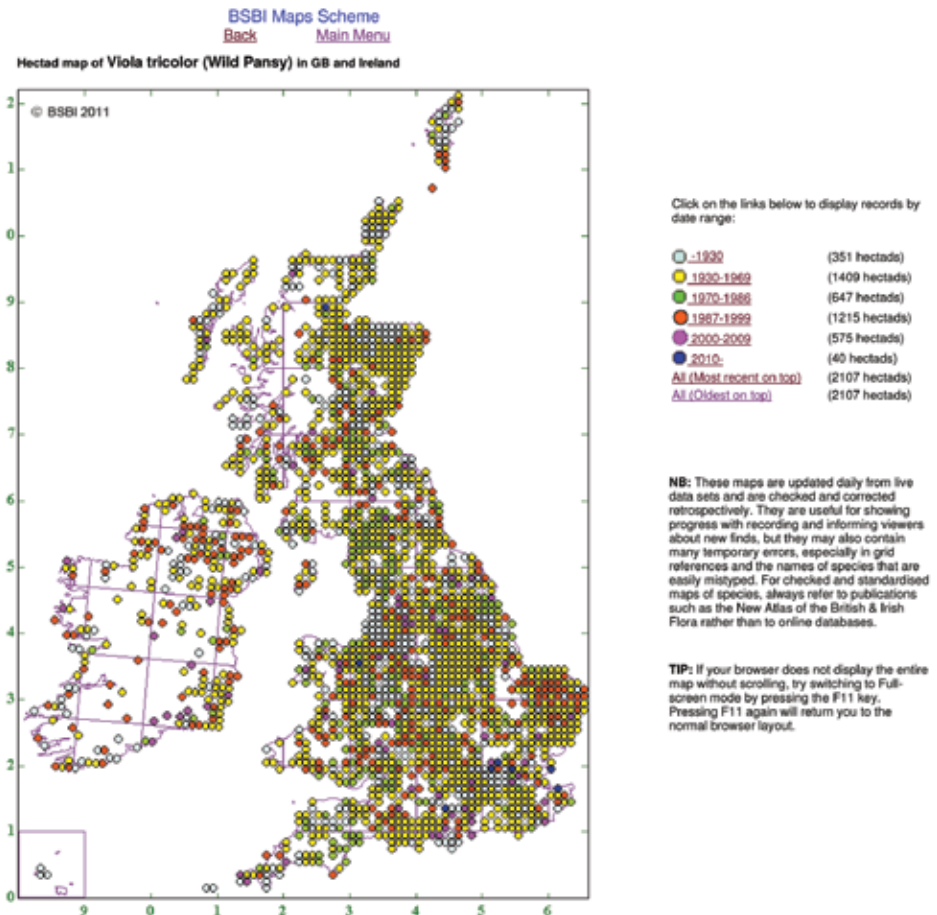 BSBI Maps Scheme
Back Main Menu
Hectad map of Viola tricolor (Wild Pansy) in GB and Ireland
© BSBI 2011
2
1
0
9
8
7
6
5
4
3
2
1
0
9 0 1 2 3 4 5 6
Click on the links below to display records by
date range:
-1930 (351 hectads)
1930-1969 (1409 hectads)
1970-1986 (647 hectads)
1987-1999 (1215 hectads)
2000-2009 (575 hectads)
2010- (40 hectads)
All (Most recent on top) (2107 hectads)
All (Oldest on top) (2107 hectads)
NB: These maps are updated daily from live
data sets and are checked and corrected
retrospectively. They are useful for showing
progress with recording and informing viewers
about new finds, but they may also contain
many temporary errors, especially in grid
references and the names of species that are
easily mistyped. For checked and standardised
maps of species, always refer to publications
such as the New Atlas of the British & Irish
Flora rather than to online databases.
TIP: If your browser does not display the entire
map without scrolling, try switching to Full-
screen mode by pressing the F11 key.
Pressing F11 again will return you to the
normal browser layout.